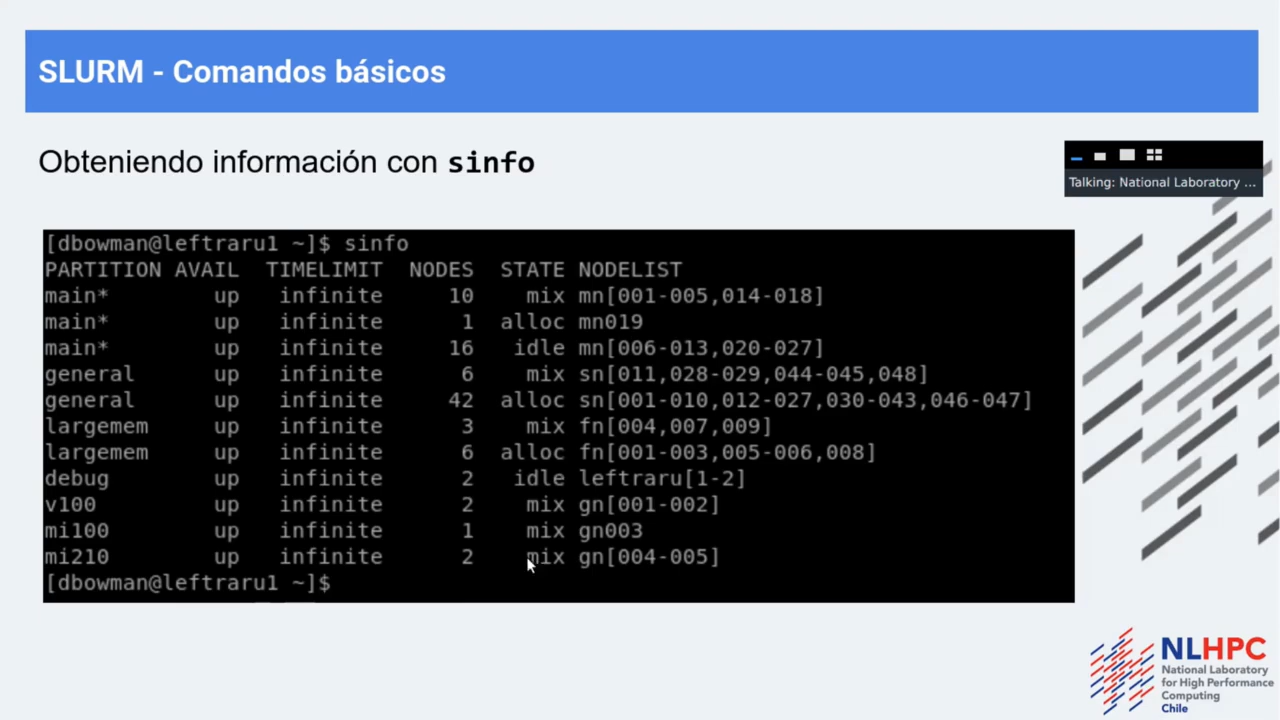 SLURM - Comandos básicos
Obteniendo información con sinfo
Talking: National Laboratory ...
[dbowman@leftraru1 ~]$ sinfo
PARTITION AVAIL TIMELIMIT NODES STATE NODELIST
main* up infinite 10 mix mn[001-005,014-018]
main* up infinite 1 alloc mn019
main* up infinite 16 idle mn[006-013,020-027]
general up infinite 6 mix sn[011,028-029,044-045,048]
general up infinite 42 alloc sn[001-010,012-027,030-043,046-047]
largemem up infinite 3 mix fn[004,007,009]
largemem up infinite 6 alloc fn[001-003,005-006,008]
debug up infinite 2 idle leftraru[1-2]
v100 up infinite 2 mix gn[001-002]
mi100 up infinite 1 mix gn003
mi210 up infinite 2 mix gn[004-005]
[dbowman@leftraru1 ~]$
NLHPC
National Laboratory
for High Performance
Computing
Chile